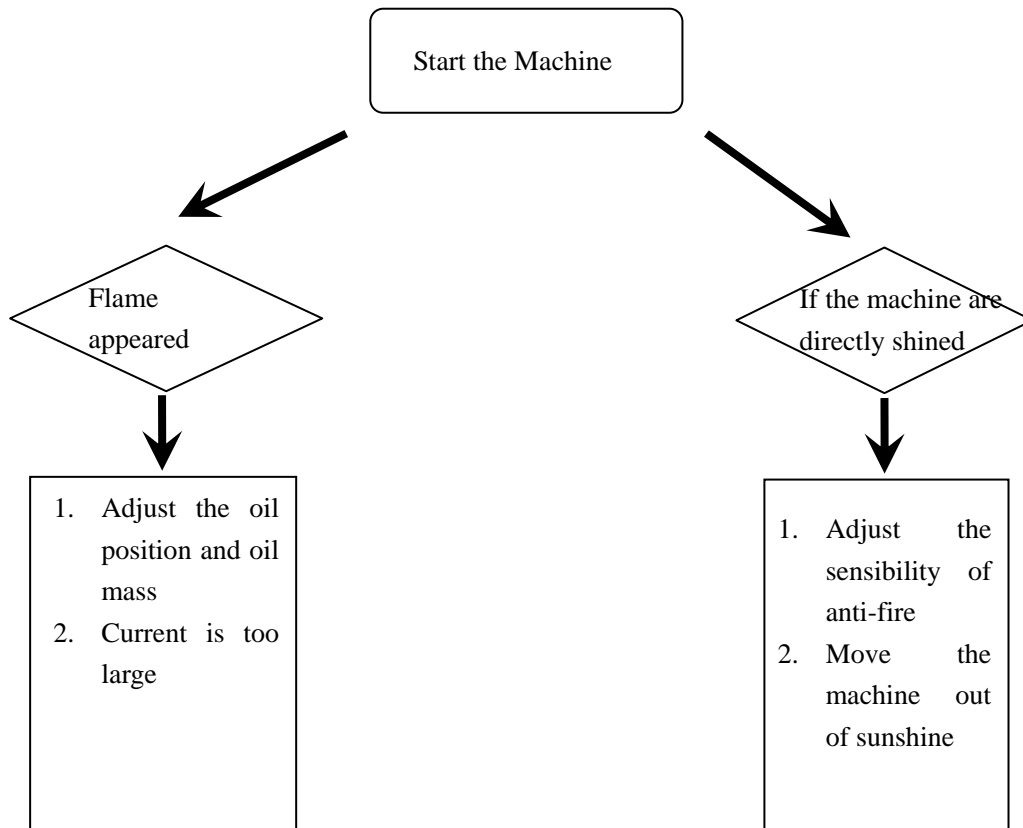 Start the Machine
Flame
appeared
If the machine are
directly shined
1. Adjust the oil
position and oil
mass
2. Current is too
large
1. Adjust the
sensibility of
anti-fire
2. Move the
machine out
of sunshine